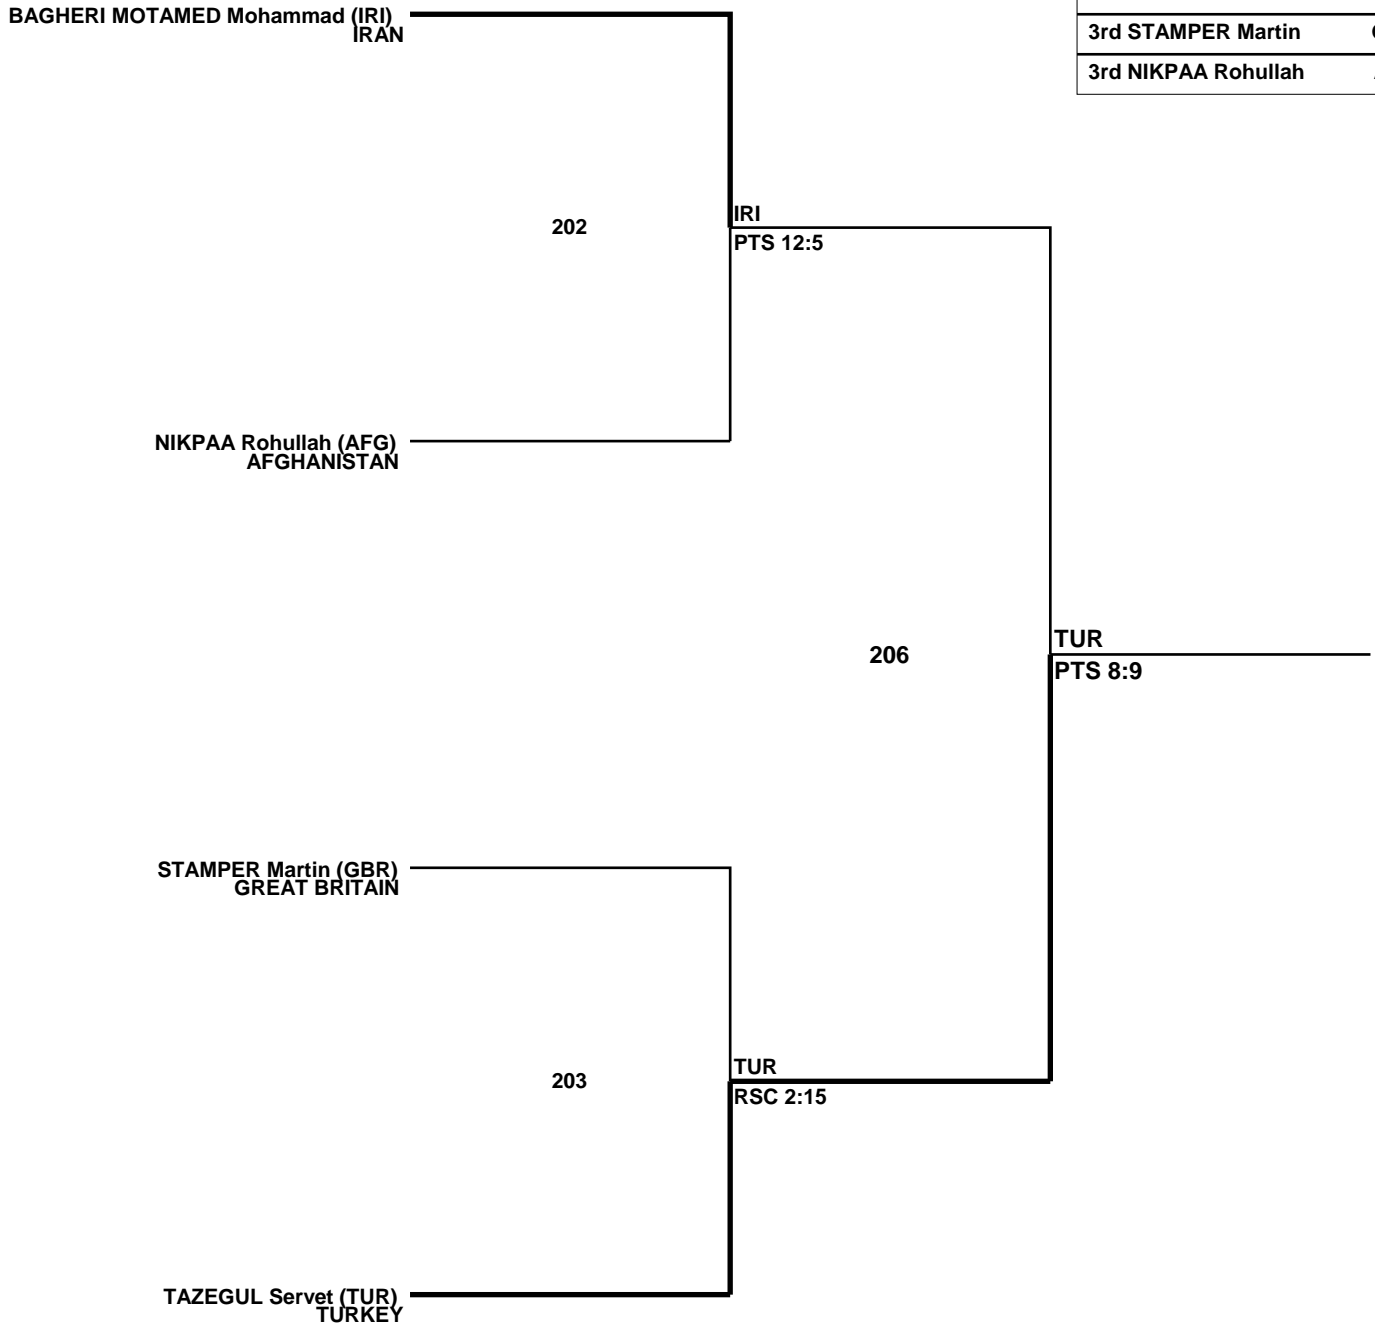 BAGHERI MOTAMED Mohammad (IRI)
IRAN
3rd STAMPER Martin
3rd NIKPAA Rohullah
IRI
202
PTS 12:5
NIKPAA Rohullah (AFG)
AFGHANISTAN
TUR
206
PTS 8:9
STAMPER Martin (GBR)
GREAT BRITAIN
TUR
203
RSC 2:15
TAZEGUL Servet (TUR)
TURKEY